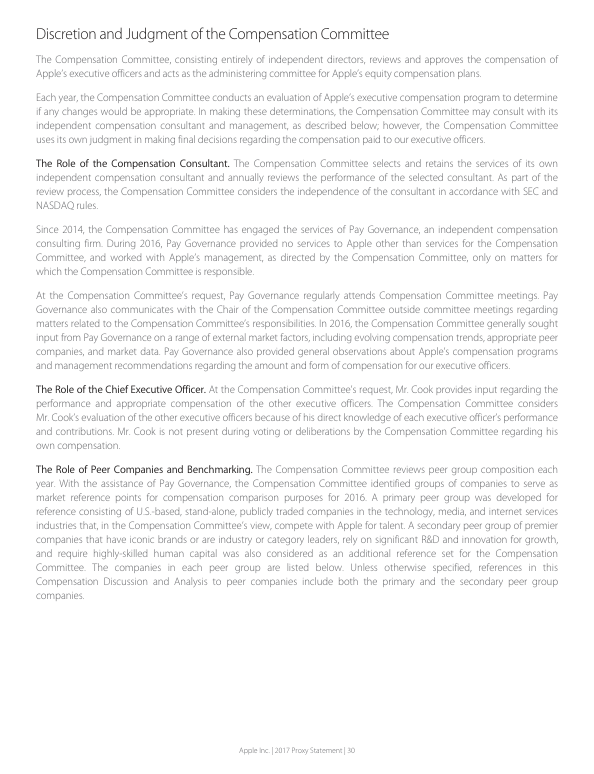 Discretion and Judgment of the Compensation Committee
The Compensation Committee, consisting entirely of independent directors, reviews and approves the compensation of
Apple's executive officers and acts as the administering committee for Apple's equity compensation plans.
Each year, the Compensation Committee conducts an evaluation of Apple's executive compensation program to determine
if any changes would be appropriate. In making these determinations, the Compensation Committee may consult with its
independent compensation consultant and management, as described below; however, the Compensation Committee
uses its own judgment in making final decisions regarding the compensation paid to our executive officers.
The Role of the Compensation Consultant. The Compensation Committee selects and retains the services of its own
independent compensation consultant and annually reviews the performance of the selected consultant. As part of the
review process, the Compensation Committee considers the independence of the consultant in accordance with SEC and
NASDAQ rules.
Since 2014, the Compensation Committee has engaged the services of Pay Governance, an independent compensation
consulting firm. During 2016, Pay Governance provided no services to Apple other than services for the Compensation
Committee, and worked with Apple's management, as directed by the Compensation Committee, only on matters for
which the Compensation Committee is responsible.
At the Compensation Committee's request, Pay Governance regularly attends Compensation Committee meetings. Pay
Governance also communicates with the Chair of the Compensation Committee outside committee meetings regarding
matters related to the Compensation Committee's responsibilities. In 2016, the Compensation Committee generally sought
input from Pay Governance on a range of external market factors, including evolving compensation trends, appropriate peer
companies, and market data. Pay Governance also provided general observations about Apple's compensation programs
and management recommendations regarding the amount and form of compensation for our executive officers.
The Role of the Chief Executive Officer. At the Compensation Committee's request, Mr. Cook provides input regarding the
performance and appropriate compensation of the other executive officers. The Compensation Committee considers
Mr. Cook's evaluation of the other executive officers because of his direct knowledge of each executive officer's performance
and contributions. Mr. Cook is not present during voting or deliberations by the Compensation Committee regarding his
own compensation.
The Role of Peer Companies and Benchmarking. The Compensation Committee reviews peer group composition each
year. With the assistance of Pay Governance, the Compensation Committee identified groups of companies to serve as
market reference points for compensation comparison purposes for 2016. A primary peer group was developed for
reference consisting of U.S.-based, stand-alone, publicly traded companies in the technology, media, and internet services
industries that, in the Compensation Committee's view, compete with Apple for talent. A secondary peer group of premier
companies that have iconic brands or are industry or category leaders, rely on significant R&D and innovation for growth,
and require highly-skilled human capital was also considered as an additional reference set for the Compensation
Committee. The companies in each peer group are listed below. Unless otherwise specified, references in this
Compensation Discussion and Analysis to peer companies include both the primary and the secondary peer group
companies.
Apple Inc. | 2017 Proxy Statement | 30